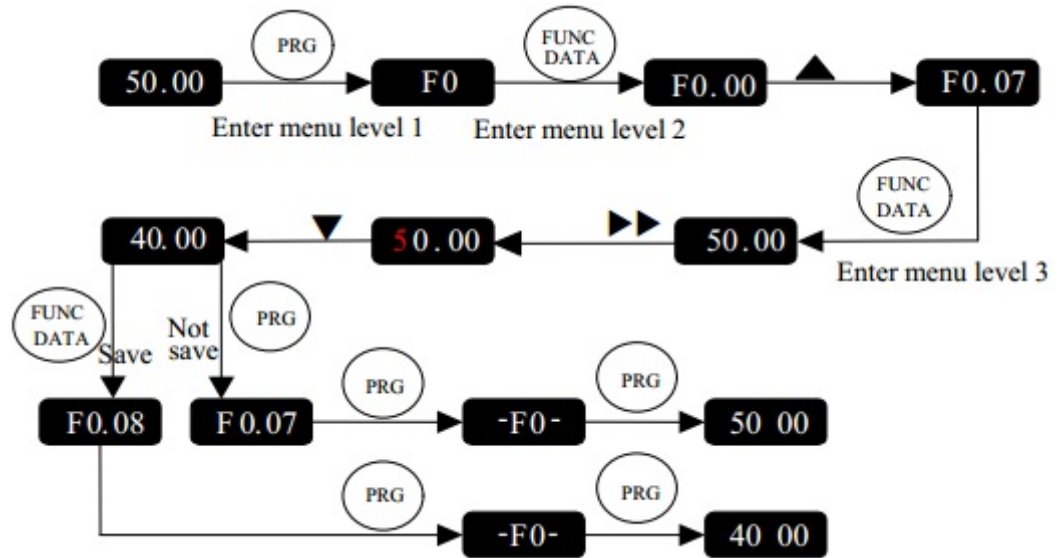 PRG
FUNC
DATA
50.00
F0
F0.00
F0.07
Enter menu level 1
Enter menu level 2
FUNC
DATA
40.00
50.00
50.00
Enter menu level 3
FUNC
DATA
Save
Not
save
PRG
PRG
PRG
F0.08
F0.07
-F0-
50 00
PRG
PRG
-F0-
40 00